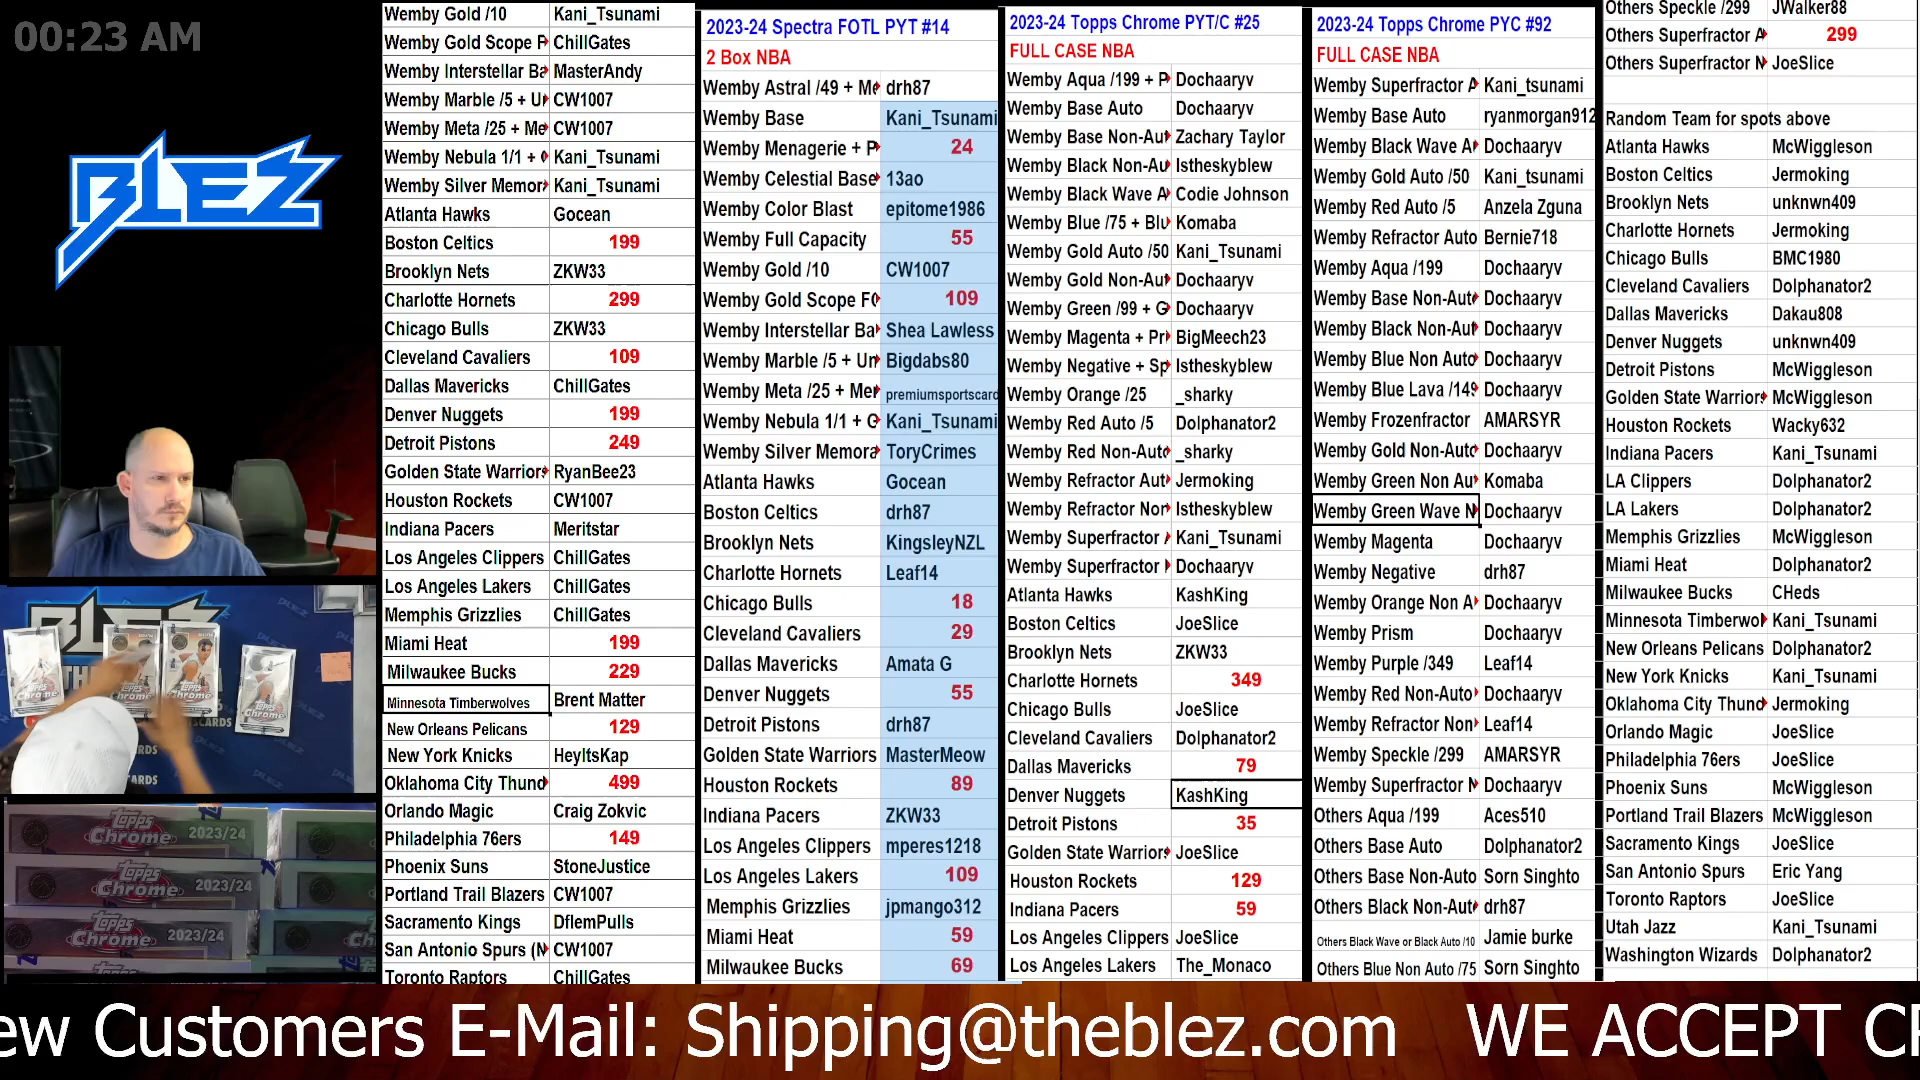 00:23 AM
BLEZ
Topps Chrome 2023/24
Topps Chrome 2023/24
Topps Chrome 2023/24
Wemby Gold /10 Kani_Tsunami
Wemby Gold Scope F ChillGates
Wemby Interstellar Ba MasterAndy
Wemby Marble /5 + U CW1007
Wemby Meta /25 + Me CW1007
Wemby Nebula 1/1 + Kani_Tsunami
Wemby Silver Memor Kani_Tsunami
Atlanta Hawks Gocean
Boston Celtics 199
Brooklyn Nets ZKW33
Charlotte Hornets 299
Chicago Bulls ZKW33
Cleveland Cavaliers 109
Dallas Mavericks ChillGates
Denver Nuggets 199
Detroit Pistons 249
Golden State Warriors RyanBee23
Houston Rockets CW1007
Indiana Pacers Meritstar
Los Angeles Clippers ChillGates
Los Angeles Lakers ChillGates
Memphis Grizzlies ChillGates
Miami Heat 199
Milwaukee Bucks 229
Minnesota Timberwolves Brent Matter
New Orleans Pelicans 129
New York Knicks HeyItsKap
Oklahoma City Thund 499
Orlando Magic Craig Zokvic
Philadelphia 76ers 149
Phoenix Suns StoneJustice
Portland Trail Blazers CW1007
Sacramento Kings DflemPulls
San Antonio Spurs (N CW1007
Toronto Raptors ChillGates
2023-24 Spectra FOTL PYT #14
2 Box NBA
Wemby Astral /49 + Me drh87
Wemby Base Kani_Tsunami
Wemby Menagerie + P 24
Wemby Celestial Base 13ao
Wemby Color Blast epitome1986
Wemby Full Capacity 55
Wemby Gold /10 CW1007
Wemby Gold Scope FO 109
Wemby Interstellar Ba Shea Lawless
Wemby Marble /5 + Un Bigdabs80
Wemby Meta /25 + Mem premiumsportscard
Wemby Nebula 1/1 + G Kani_Tsunami
Wemby Silver Memora ToryCrimes
Atlanta Hawks Gocean
Boston Celtics drh87
Brooklyn Nets KingsleyNZL
Charlotte Hornets Leaf14
Chicago Bulls 18
Cleveland Cavaliers 29
Dallas Mavericks Amata G
Denver Nuggets 55
Detroit Pistons drh87
Golden State Warriors MasterMeow
Houston Rockets 89
Indiana Pacers ZKW33
Los Angeles Clippers mperes1218
Los Angeles Lakers 109
Memphis Grizzlies jpmango312
Miami Heat 59
Milwaukee Bucks 69
2023-24 Topps Chrome PYT/C #25
FULL CASE NBA
Wemby Aqua /199 + P Dochaaryv
Wemby Base Auto Dochaaryv
Wemby Base Non-Au Zachary Taylor
Wemby Black Non-Au Istheskyblew
Wemby Black Wave A Codie Johnson
Wemby Blue /75 + Blu Komaba
Wemby Gold Auto /50 Kani_Tsunami
Wemby Gold Non-Au Dochaaryv
Wemby Green /99 + G Dochaaryv
Wemby Magenta + Pr BigMeech23
Wemby Negative + Sp Istheskyblew
Wemby Orange /25 _sharky
Wemby Red Auto /5 Dolphanator2
Wemby Red Non-Auto _sharky
Wemby Refractor Aut Jermoking
Wemby Refractor Non Istheskyblew
Wemby Superfractor A Kani_Tsunami
Wemby Superfractor N Dochaaryv
Atlanta Hawks KashKing
Boston Celtics JoeSlice
Brooklyn Nets ZKW33
Charlotte Hornets 349
Chicago Bulls JoeSlice
Cleveland Cavaliers Dolphanator2
Dallas Mavericks 79
Denver Nuggets KashKing
Detroit Pistons 35
Golden State Warriors JoeSlice
Houston Rockets 129
Indiana Pacers 59
Los Angeles Clippers JoeSlice
Los Angeles Lakers The_Monaco
2023-24 Topps Chrome PYC #92
FULL CASE NBA
Wemby Superfractor A Kani_tsunami
Wemby Base Auto ryanmorgan912
Wemby Black Wave A Dochaaryv
Wemby Gold Auto /50 Kani_tsunami
Wemby Red Auto /5 Anzela Zguna
Wemby Refractor Auto Bernie718
Wemby Aqua /199 Dochaaryv
Wemby Base Non-Aut Dochaaryv
Wemby Black Non-Aut Dochaaryv
Wemby Blue Non Auto Dochaaryv
Wemby Blue Lava /149 Dochaaryv
Wemby Frozenfractor AMARSYR
Wemby Gold Non-Auto Dochaaryv
Wemby Green Non Au Komaba
Wemby Green Wave N Dochaaryv
Wemby Magenta Dochaaryv
Wemby Negative drh87
Wemby Orange Non A Dochaaryv
Wemby Prism Dochaaryv
Wemby Purple /349 Leaf14
Wemby Red Non-Auto Dochaaryv
Wemby Refractor Non Leaf14
Wemby Speckle /299 AMARSYR
Wemby Superfractor N Dochaaryv
Others Aqua /199 Aces510
Others Base Auto Dolphanator2
Others Base Non-Auto Sorn Singhto
Others Black Non-Aut drh87
Others Black Wave or Black Auto /10 Jamie burke
Others Blue Non Auto /75 Sorn Singhto
Others Speckle /299 JWalker88
Others Superfractor A 299
Others Superfractor N JoeSlice
Random Team for spots above
Atlanta Hawks McWiggleson
Boston Celtics Jermoking
Brooklyn Nets unknwn409
Charlotte Hornets Jermoking
Chicago Bulls BMC1980
Cleveland Cavaliers Dolphanator2
Dallas Mavericks Dakau808
Denver Nuggets unknwn409
Detroit Pistons McWiggleson
Golden State Warriors McWiggleson
Houston Rockets Wacky632
Indiana Pacers Kani_Tsunami
LA Clippers Dolphanator2
LA Lakers Dolphanator2
Memphis Grizzlies McWiggleson
Miami Heat Dolphanator2
Milwaukee Bucks CHeds
Minnesota Timberwol Kani_Tsunami
New Orleans Pelicans Dolphanator2
New York Knicks Kani_Tsunami
Oklahoma City Thund Jermoking
Orlando Magic JoeSlice
Philadelphia 76ers JoeSlice
Phoenix Suns McWiggleson
Portland Trail Blazers McWiggleson
Sacramento Kings JoeSlice
San Antonio Spurs Eric Yang
Toronto Raptors JoeSlice
Utah Jazz Kani_Tsunami
Washington Wizards Dolphanator2
ew Customers E-Mail: Shipping@theblez.com WE ACCEPT CR